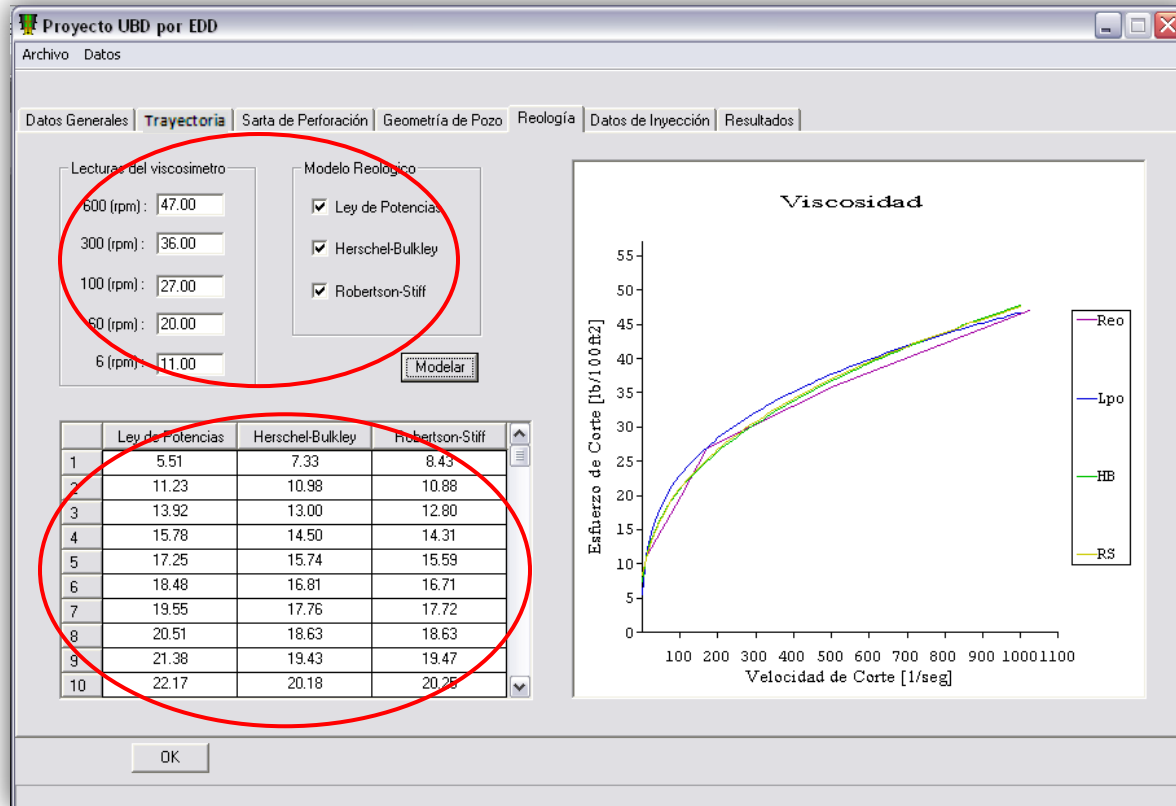 Proyecto UBD por EDD
Archivo Datos
Datos Generales Trayectoria Sarta de Perforación Geometría de Pozo Reología Datos de Inyección Resultados
Lecturas del viscosimetro
600 (rpm) : 47.00
300 (rpm) : 36.00
100 (rpm) : 27.00
60 (rpm) : 20.00
6 (rpm) : 11.00
Modelo Reologico
Ley de Potencias
Herschel-Bulkley
Robertson-Stiff
Modelar
Ley de Potencias Herschel-Bulkley Robertson-Stiff
1 5.51 7.33 8.43
2 11.23 10.98 10.88
3 13.92 13.00 12.80
4 15.78 14.50 14.31
5 17.25 15.74 15.59
6 18.48 16.81 16.71
7 19.55 17.76 17.72
8 20.51 18.63 18.63
9 21.38 19.43 19.47
10 22.17 20.18 20.25
OK
Viscosidad
Esfuerzo de Corte [lb/100ft2]
55
50
45
40
35
30
25
20
15
10
5
0
100 200 300 400 500 600 700 800 900 1000 1100
Velocidad de Corte [1/seg]
Reo
Lpo
HB
RS